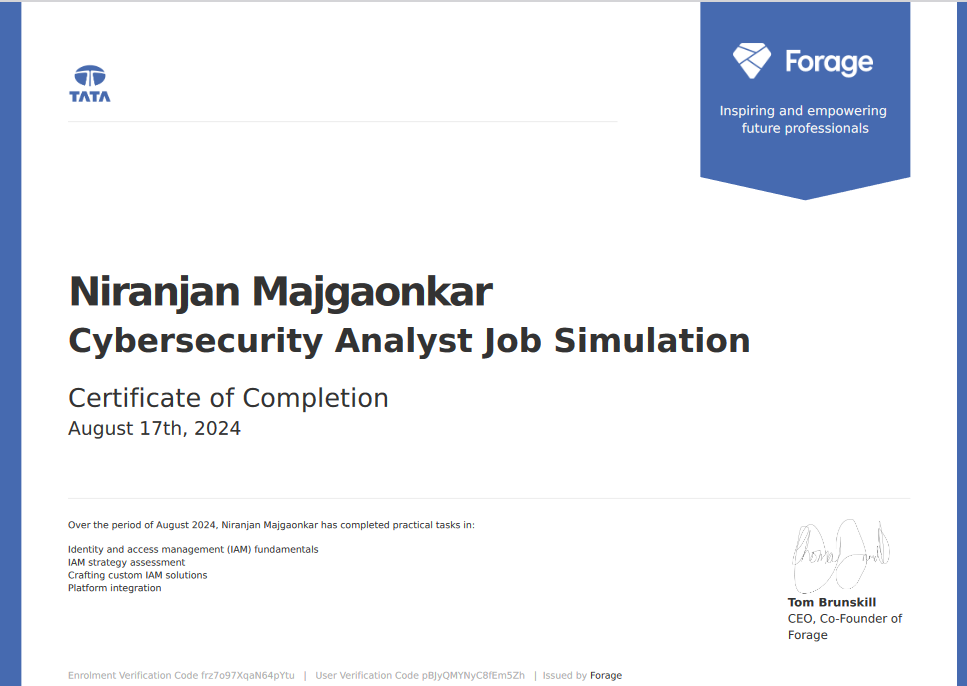 TATA
Forage
Inspiring and empowering
future professionals
Niranjan Majgaonkar
Cybersecurity Analyst Job Simulation
Certificate of Completion
August 17th, 2024
Over the period of August 2024, Niranjan Majgaonkar has completed practical tasks in:
Identity and access management (IAM) fundamentals
IAM strategy assessment
Crafting custom IAM solutions
Platform integration
Tom Brunskill
CEO, Co-Founder of
Forage
Enrolment Verification Code frz7o97XqaN64pYtu | User Verification Code pBJyQMYNyC8fEm5Zh | Issued by Forage